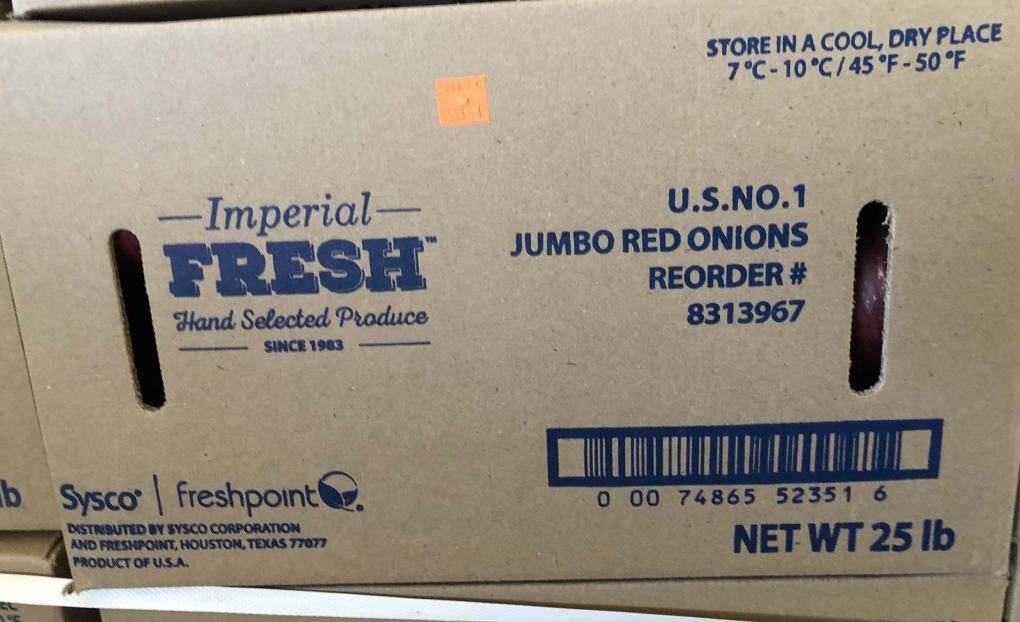 STORE IN A COOL, DRY PLACE
7 °C - 10 °C / 45 °F - 50 °F
Imperial
FRESH™
Hand Selected Produce
SINCE 1983
U.S.NO.1
JUMBO RED ONIONS
REORDER #
8313967
0 00 74865 52351 6
NET WT 25 lb
lb
Sysco® | freshpoint
DISTRIBUTED BY SYSCO CORPORATION
AND FRESHPOINT, HOUSTON, TEXAS 77077
PRODUCT OF U.S.A.